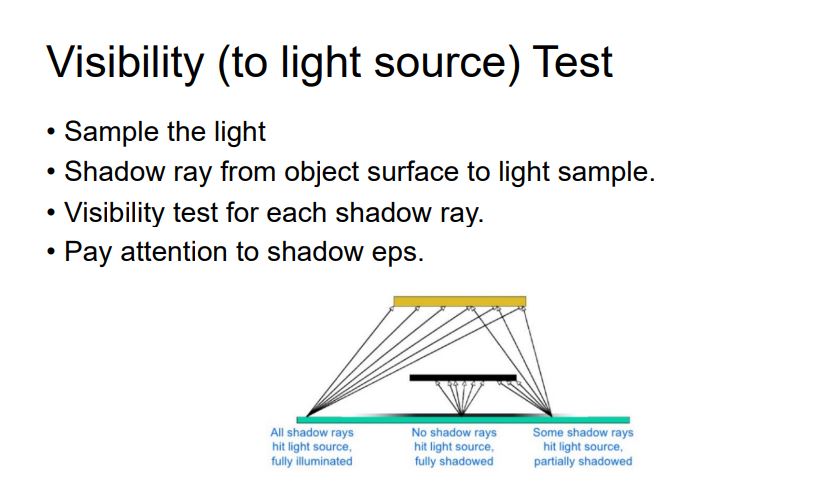 Visibility (to light source) Test
• Sample the light
• Shadow ray from object surface to light sample.
• Visibility test for each shadow ray.
• Pay attention to shadow eps.
All shadow rays
hit light source,
fully illuminated
No shadow rays
hit light source,
fully shadowed
Some shadow rays
hit light source,
partially shadowed